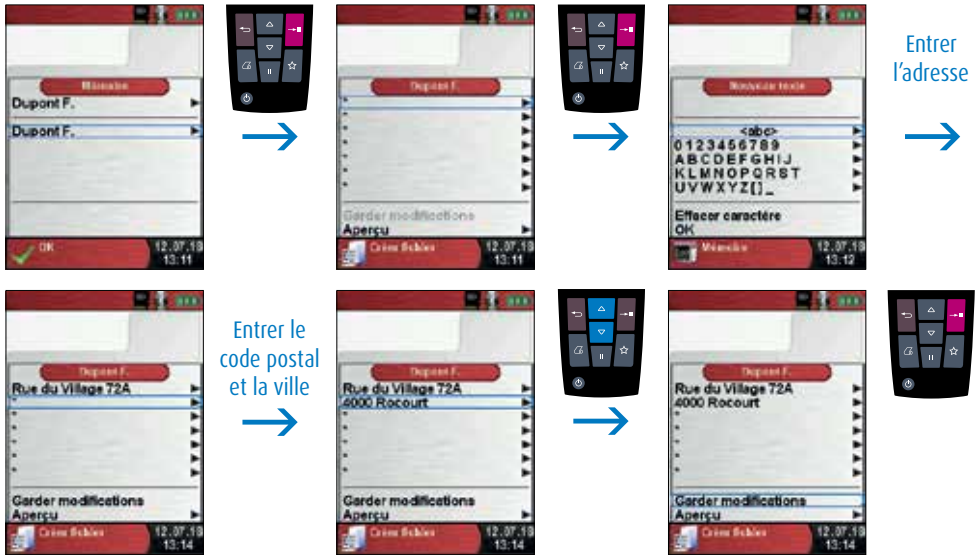 Mémoire
Dupont F.
Dupont F.
OK
12.07.18
13:11
Dupont F.
*
*
*
*
*
*
Garder modifications
Aperçu
Créer fichier
12.07.18
13:11
Nouveau texte
<abc>
0123456789
ABCDEFGHIJ
KLMNOPQRST
UVWXYZ[]_
Effacer caractère
OK
Mémoire
12.07.18
13:12
Entrer
l'adresse
Dupont F.
Rue du Village 72A
*
*
*
*
*
Garder modifications
Aperçu
Créer fichier
12.07.18
13:14
Entrer le
code postal
et la ville
Dupont F.
Rue du Village 72A
4000 Rocourt
*
*
*
*
Garder modifications
Aperçu
Créer fichier
12.07.18
13:14
Dupont F.
Rue du Village 72A
4000 Rocourt
*
*
*
*
Garder modifications
Aperçu
Créer fichier
12.07.18
13:14